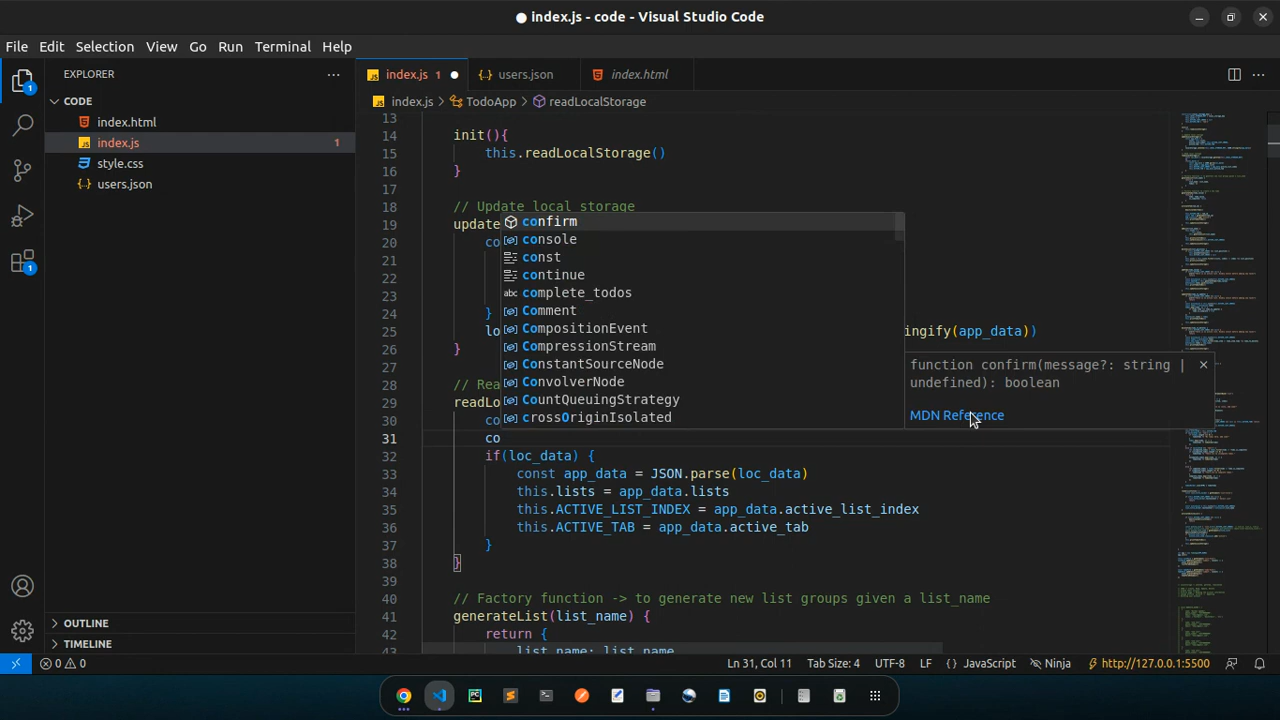 index.js - code - Visual Studio Code
File Edit Selection View Go Run Terminal Help
EXPLORER
index.js 1
users.json
index.html
CODE
index.js TodoApp readLocalStorage
index.html
index.js 1
style.css
users.json
1
1
13
14 init(){
15 this.readLocalStorage()
16 }
17
18 // Update local storage
19 update
20 co
21
22
23
24 }
25 lo ingify(app_data))
26 }
27
28 // Rea
29 readLo
30 co
31 co
32 if(loc_data) {
33 const app_data = JSON.parse(loc_data)
34 this.lists = app_data.lists
35 this.ACTIVE_LIST_INDEX = app_data.active_list_index
36 this.ACTIVE_TAB = app_data.active_tab
37 }
38 }
39
40 // Factory function -> to generate new list groups given a list_name
41 generateList(list_name) {
42 return {
43 list_name: list_name
confirm
console
const
continue
abc complete_todos
Comment
CompositionEvent
CompressionStream
ConstantSourceNode
ConvolverNode
CountQueuingStrategy
crossOriginIsolated
function confirm(message?: string |
undefined): boolean
MDN Reference
OUTLINE
TIMELINE
0 0
Ln 31, Col 11 Tab Size: 4 UTF-8 LF {} JavaScript Ninja http://127.0.0.1:5500